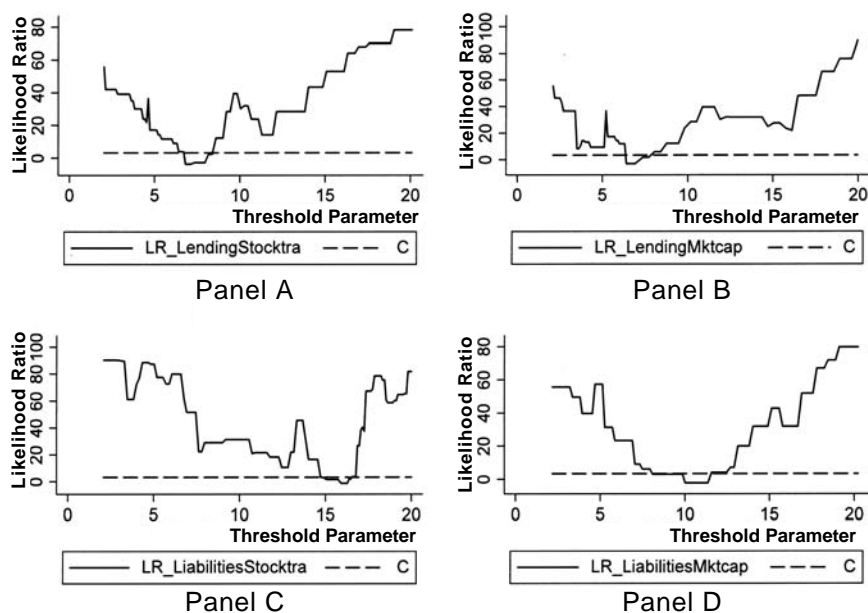 Likelihood Ratio
0 20 40 60 80
0 5 10 15 20
Threshold Parameter
LR_LendingStocktra C
Panel A
Likelihood Ratio
0 20 40 60 80 100
0 5 10 15 20
Threshold Parameter
LR_LendingMktcap C
Panel B
Likelihood Ratio
0 20 40 60 80 100
0 5 10 15 20
Threshold Parameter
LR_LiabilitiesStocktra C
Panel C
Likelihood Ratio
0 20 40 60 80
0 5 10 15 20
Threshold Parameter
LR_LiabilitiesMktcap C
Panel D